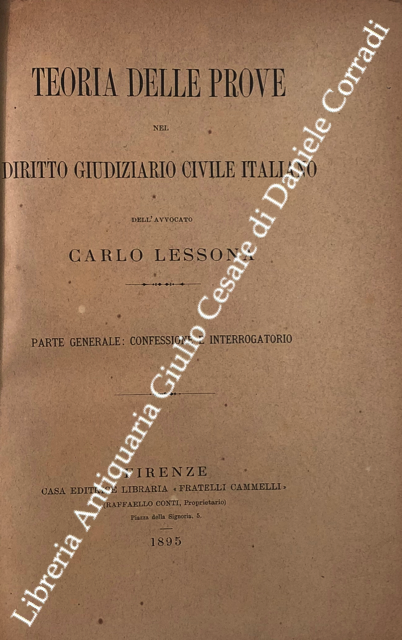 TEORIA DELLE PROVE
NEL
DIRITTO GIUDIZIARIO CIVILE ITALIANO
DELL'AVVOCATO
CARLO LESSONA
PARTE GENERALE: CONFESSIONE E INTERROGATORIO
FIRENZE
CASA EDITRICE LIBRARIA «FRATELLI CAMMELLI»
(RAFFAELLO CONTI, Proprietario)
Piazza della Signoria, 5.
1895
Libreria Antiquaria Giulio Cesare di Daniele Corradi